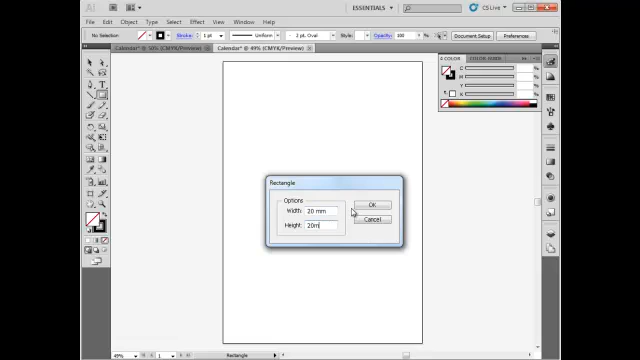 Ai
ESSENTIALS
CS Live
File Edit Object Type Select Effect View Window Help
No Selection Stroke: 1 pt Uniform 2 pt. Oval Style: Opacity: 100 % Document Setup Preferences
Calendar* @ 50% (CMYK/Preview) Calendar* @ 49% (CMYK/Preview)
COLOR
C %
M %
Y %
K %
Rectangle
Options
Width: 20 mm
Height: 20m
OK
Cancel
49% 1 Rectangle